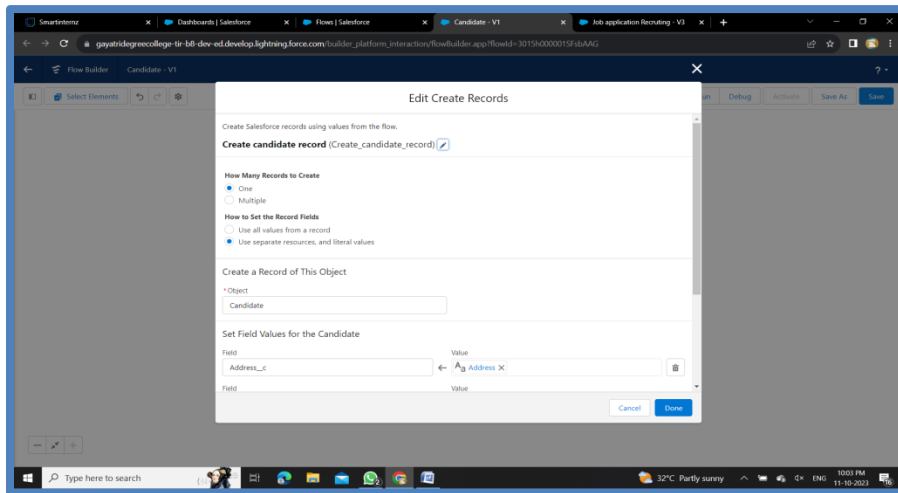 Smartinternz × Dashboards | Salesforce × Flows | Salesforce × Candidate - V1 × Job application Recruting - V3 × +
gayatridegreecollege-tir-b8-dev-ed.develop.lightning.force.com/builder_platform_interaction/flowBuilder.app?flowId=3015h000001SFsbAAG
Flow Builder Candidate - V1 ?
Select Elements Debug Activate Save As Save
Edit Create Records
Create Salesforce records using values from the flow.
Create candidate record (Create_candidate_record)
How Many Records to Create
One
Multiple
How to Set the Record Fields
Use all values from a record
Use separate resources, and literal values
Create a Record of This Object
*Object
Candidate
Set Field Values for the Candidate
Field Value
Address__c ← Aa Address ×
Field Value
Cancel Done
Type here to search 32°C Partly sunny ENG 10:03 PM
11-10-2023